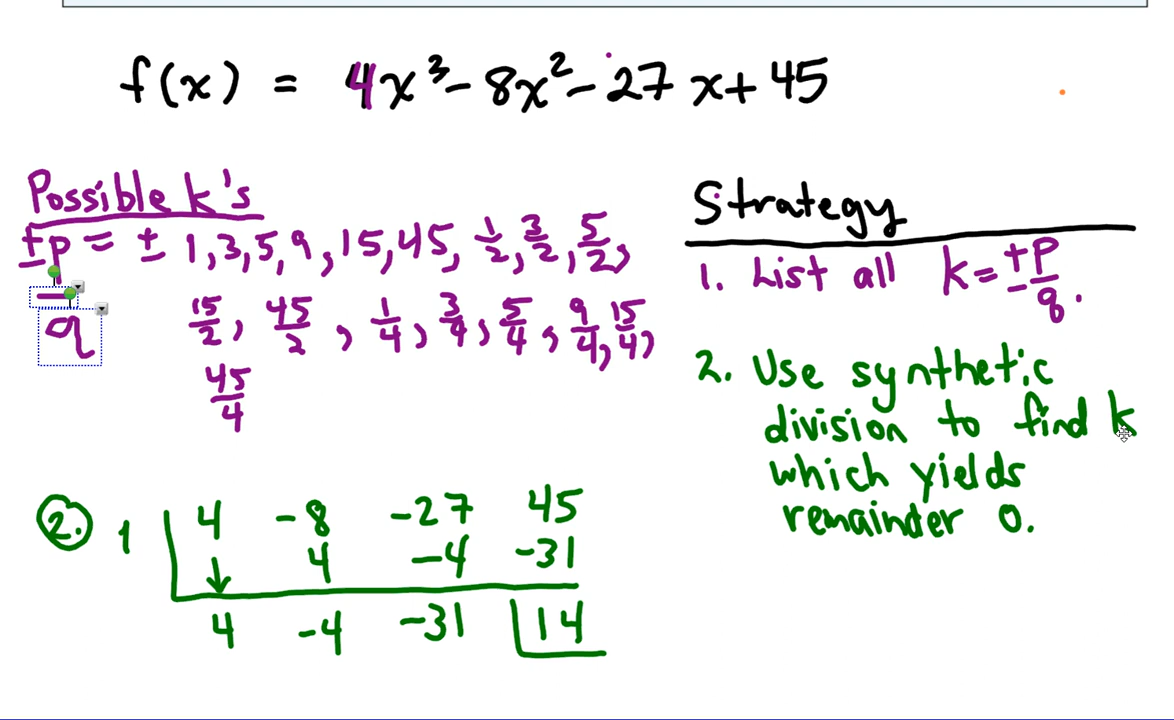 f(x) = 4x³ - 8x² - 27x + 45
Possible k's
±p/q = ± 1, 3, 5, 9, 15, 45, 1/2, 3/2, 5/2,
15/2, 45/2, 1/4, 3/4, 5/4, 9/4, 15/4,
45/4
Strategy
1. List all k = ±p/q.
2. Use synthetic
division to find k
which yields
remainder 0.
2. 1 4 -8 -27 45
4 -4 -31
4 -4 -31 14